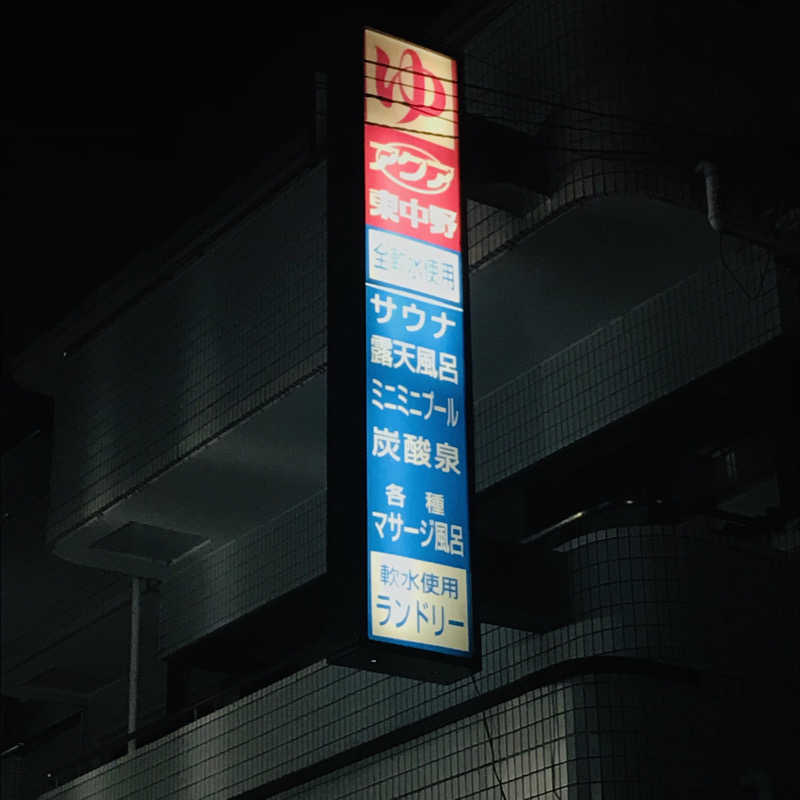 ゆ
アクア
東中野
全軟水使用
サウナ
露天風呂
ミニミニプール
炭酸泉
各種
マサージ風呂
軟水使用
ランドリー